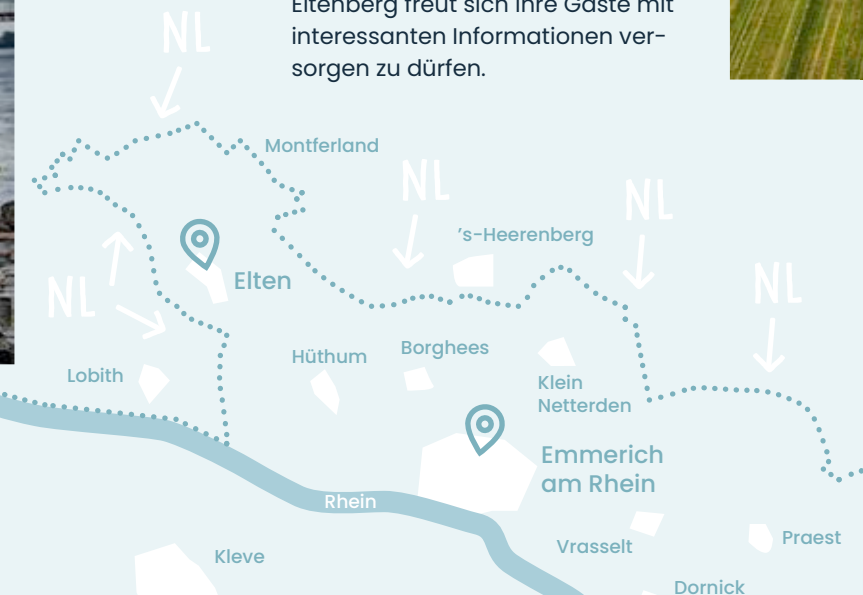 Eltenberg freut sich ihre Gäste mit
interessanten Informationen ver-
sorgen zu dürfen.
NL
Montferland
NL
NL
's-Heerenberg
NL
Elten
NL
Hüthum
Borghees
Lobith
Klein
Netterden
Emmerich
am Rhein
Rhein
Vrasselt
Praest
Kleve
Dornick